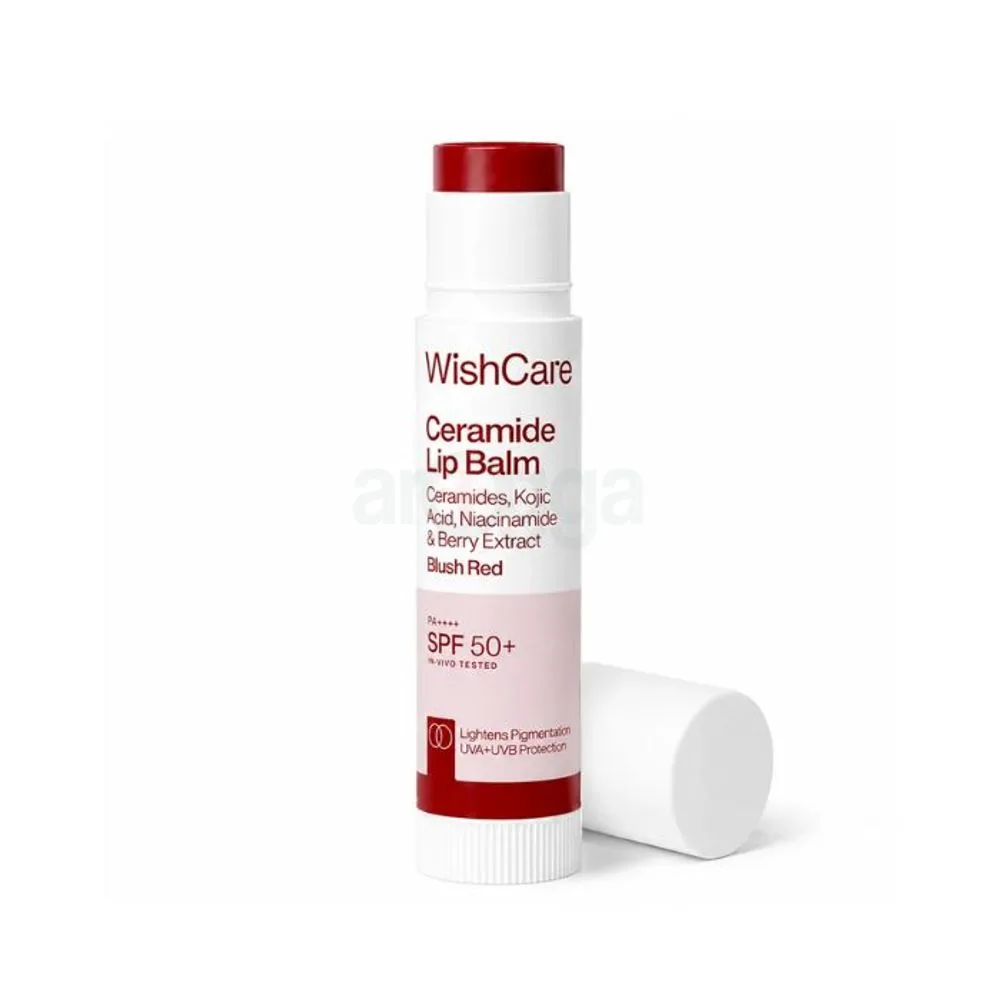 WishCare
Ceramide
Lip Balm
Ceramides, Kojic
Acid, Niacinamide
& Berry Extract
Blush Red
PA++++
SPF 50+
IN-VIVO TESTED
Lightens Pigmentation
UVA+UVB Protection